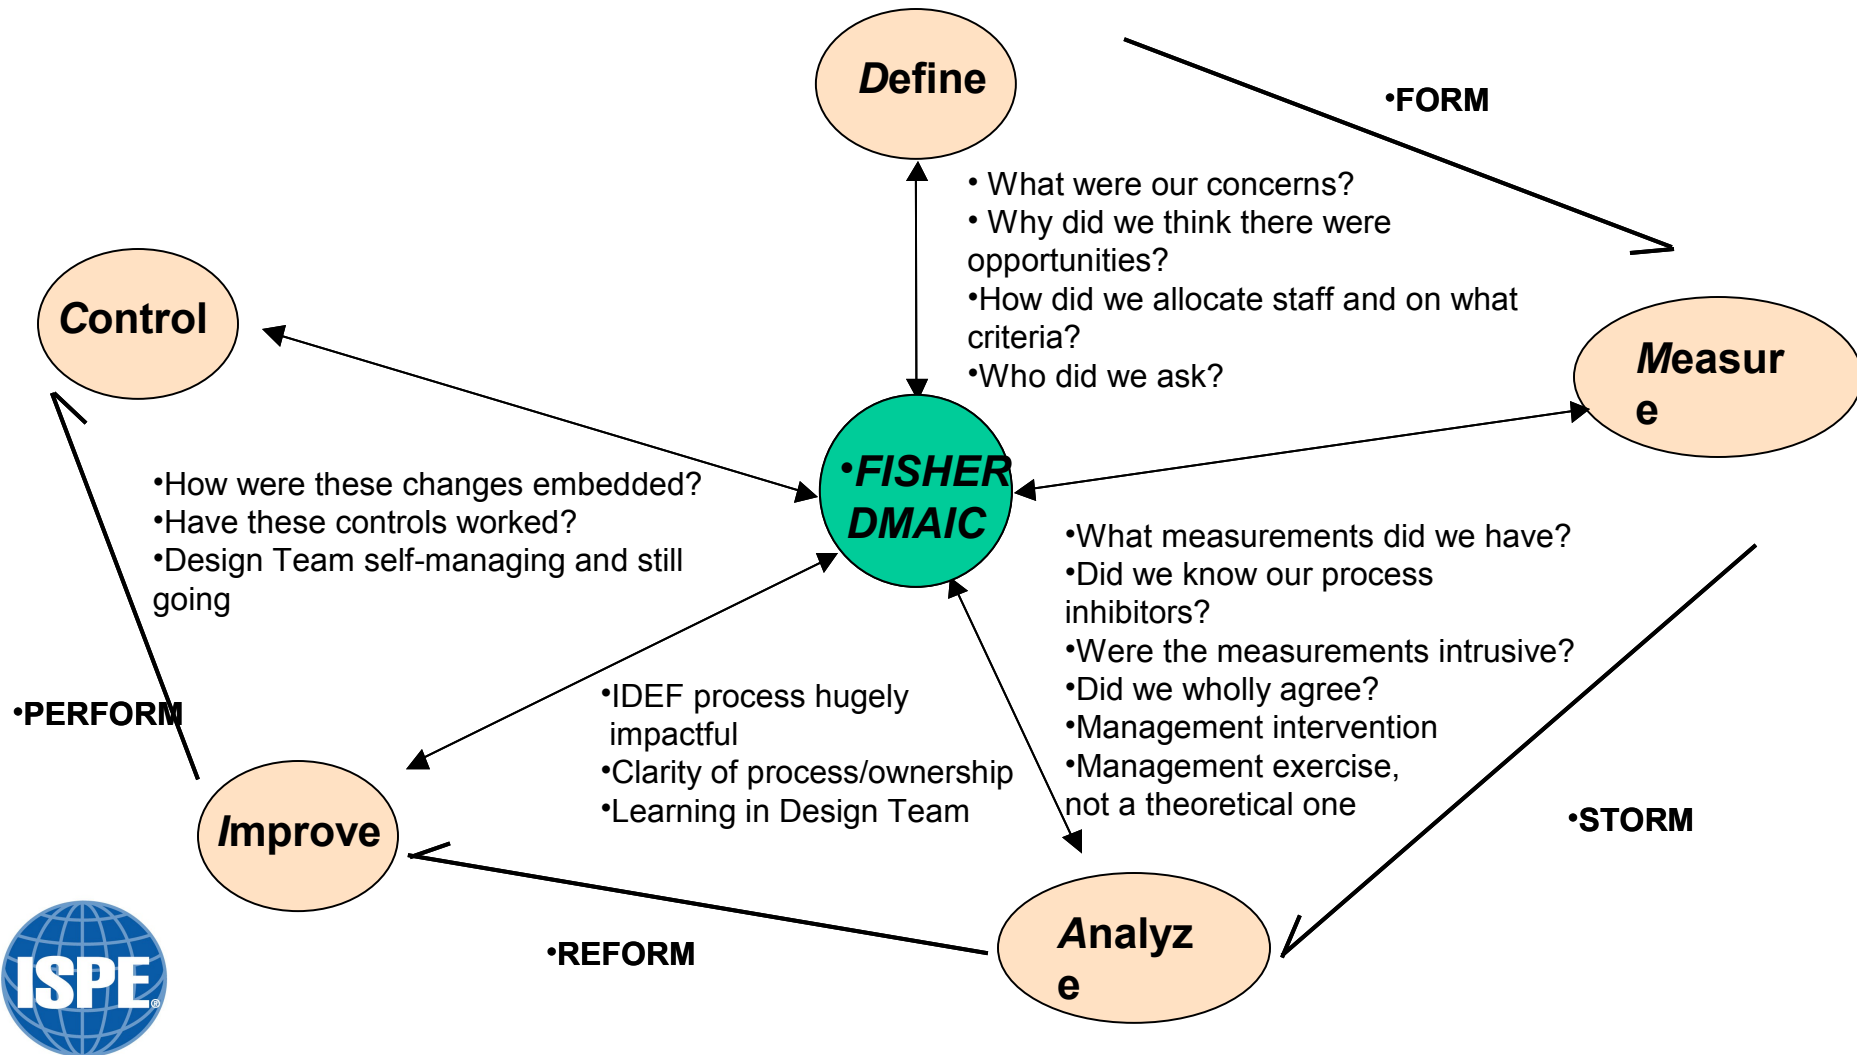 Define
•FORM
• What were our concerns?
• Why did we think there were
opportunities?
•How did we allocate staff and on what
criteria?
•Who did we ask?
Control
Measur
e
•FISHER
DMAIC
•How were these changes embedded?
•Have these controls worked?
•Design Team self-managing and still
going
•What measurements did we have?
•Did we know our process
inhibitors?
•Were the measurements intrusive?
•Did we wholly agree?
•Management intervention
•Management exercise,
not a theoretical one
•PERFORM
•IDEF process hugely
impactful
•Clarity of process/ownership
•Learning in Design Team
•STORM
Improve
Analyz
e
•REFORM
ISPE®